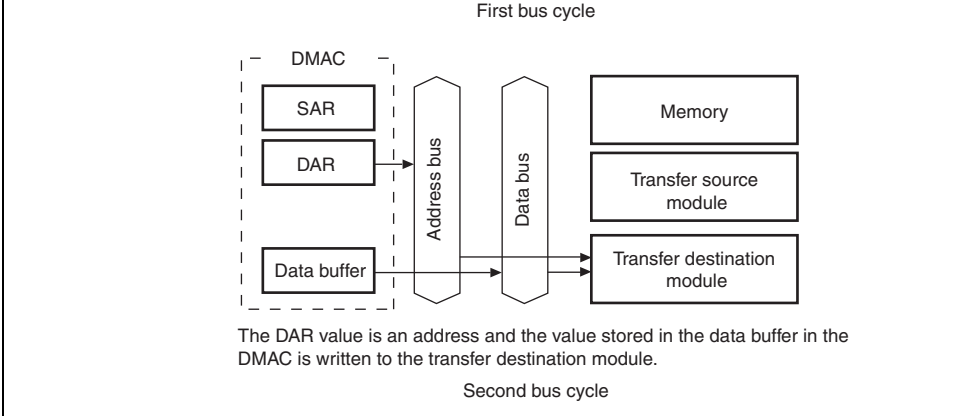 First bus cycle
DMAC
SAR
DAR
Data buffer
Address bus
Data bus
Memory
Transfer source
module
Transfer destination
module
The DAR value is an address and the value stored in the data buffer in the
DMAC is written to the transfer destination module.
Second bus cycle